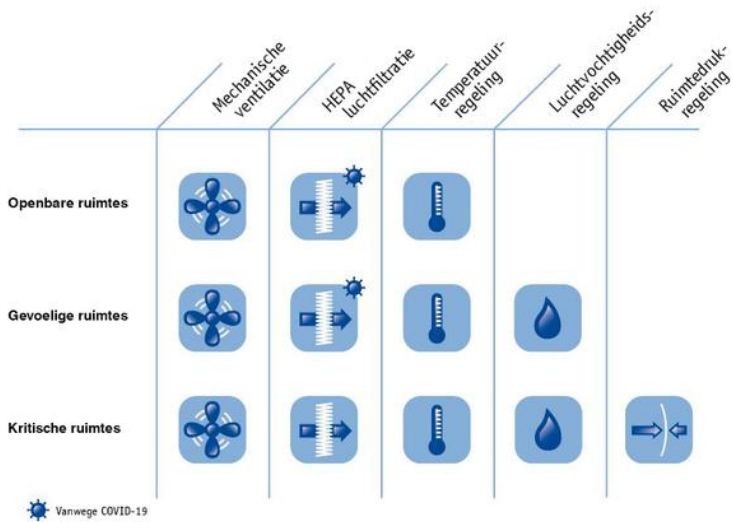 Mechanische
ventilatie
HEPA
luchtfiltratie
Temperatuur-
regeling
Luchtvochtigheids-
regeling
Ruimtedruk-
regeling
Openbare ruimtes
Gevoelige ruimtes
Kritische ruimtes
Vanwege COVID-19